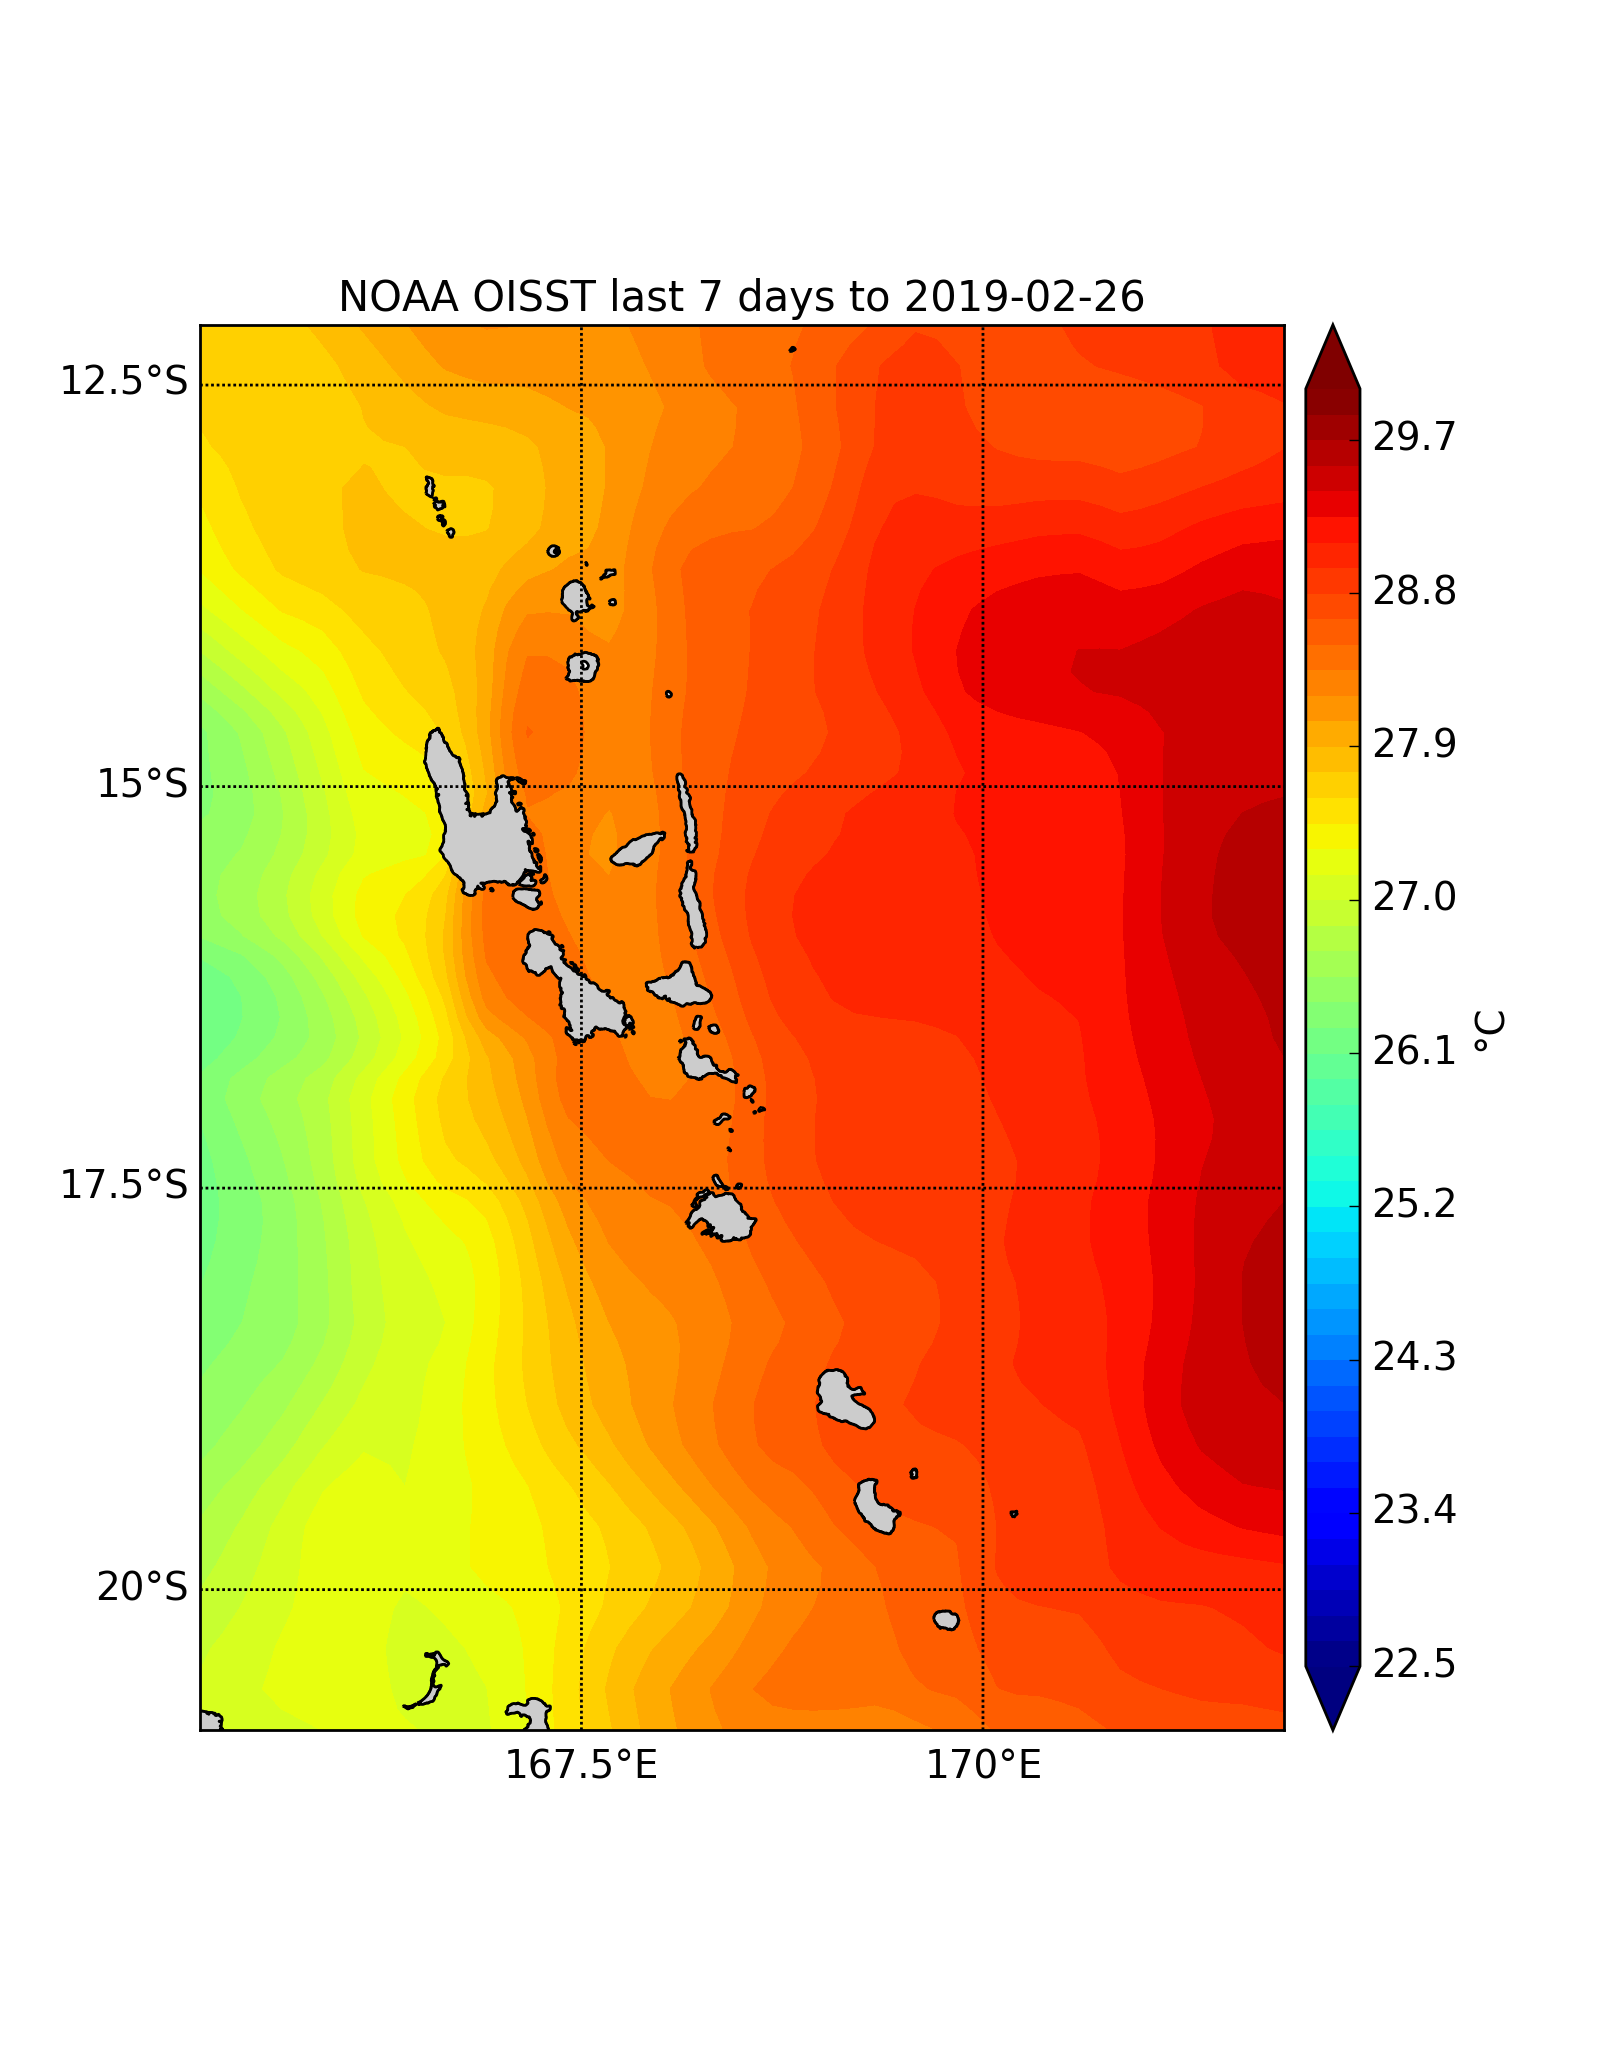 NOAA OISST last 7 days to 2019-02-26
12.5°S
15°S
17.5°S
20°S
167.5°E
170°E
29.7
28.8
27.9
27.0
26.1
25.2
24.3
23.4
22.5
°C